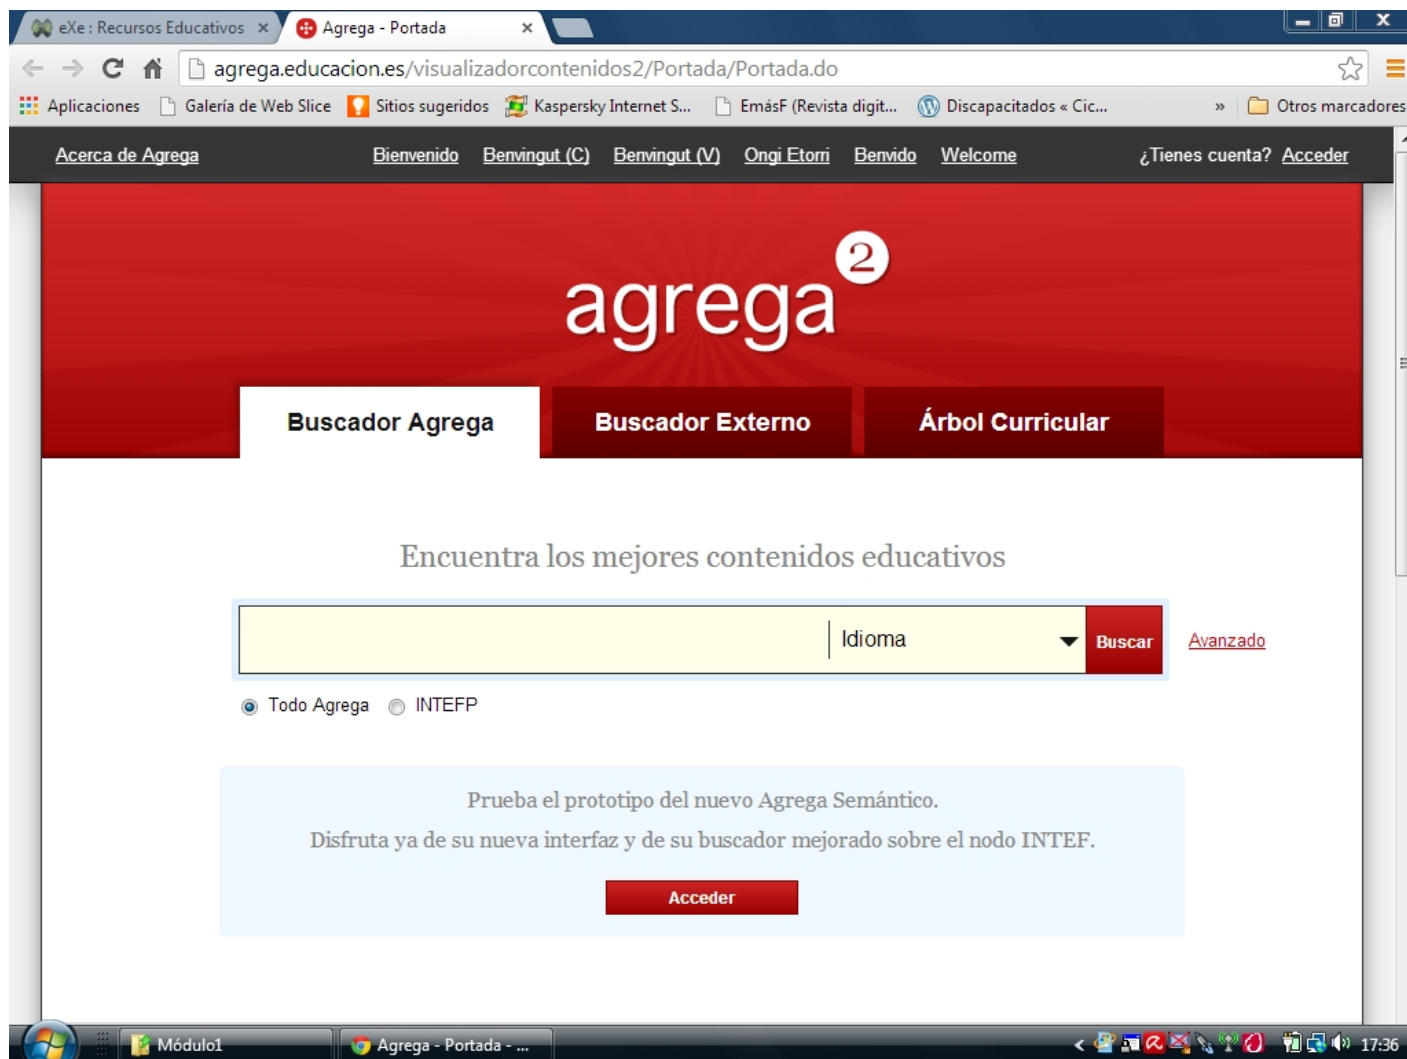 eXe : Recursos Educativos
Agrega - Portada
agrega.educacion.es/visualizadorcontenidos2/Portada/Portada.do
Aplicaciones Galería de Web Slice Sitios sugeridos Kaspersky Internet S... EmásF (Revista digit... Discapacitados « Cic... » Otros marcadores
Acerca de Agrega Bienvenido Benvingut (C) Benvingut (V) Ongi Etorri Benvido Welcome ¿Tienes cuenta? Acceder
agrega 2
Buscador Agrega Buscador Externo Árbol Curricular
Encuentra los mejores contenidos educativos
Idioma Buscar Avanzado
Todo Agrega INTEFP
Prueba el prototipo del nuevo Agrega Semántico.
Disfruta ya de su nueva interfaz y de su buscador mejorado sobre el nodo INTEF.
Acceder
Módulo1 Agrega - Portada - ... 17:36